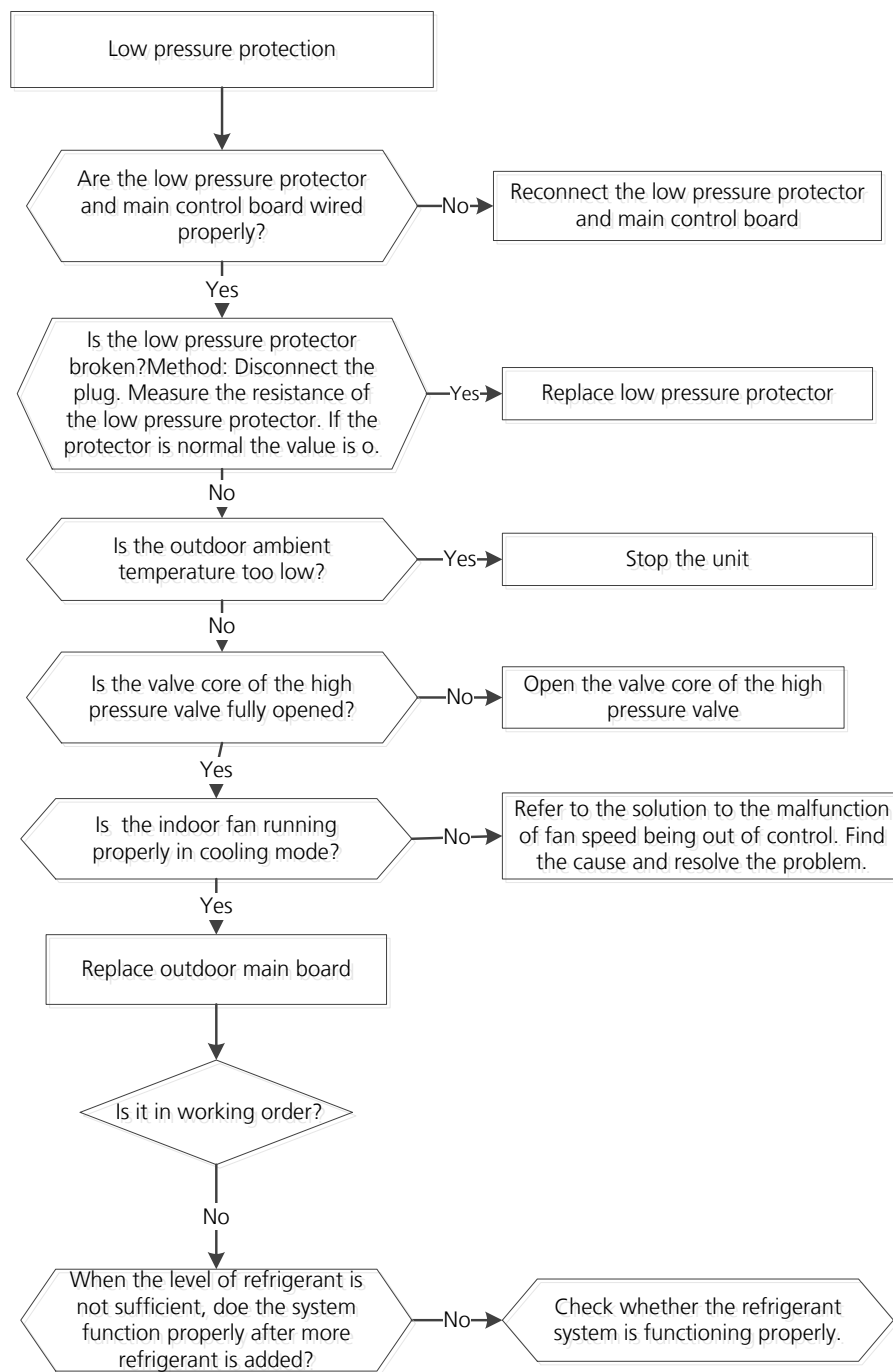 Low pressure protection
Are the low pressure protector
and main control board wired
properly?
No
Reconnect the low pressure protector
and main control board
Yes
Is the low pressure protector
broken?Method: Disconnect the
plug. Measure the resistance of
the low pressure protector. If the
protector is normal the value is o.
Yes
Replace low pressure protector
No
Is the outdoor ambient
temperature too low?
Yes
Stop the unit
No
Is the valve core of the high
pressure valve fully opened?
No
Open the valve core of the high
pressure valve
Yes
Is the indoor fan running
properly in cooling mode?
No
Refer to the solution to the malfunction
of fan speed being out of control. Find
the cause and resolve the problem.
Yes
Replace outdoor main board
Is it in working order?
No
When the level of refrigerant is
not sufficient, doe the system
function properly after more
refrigerant is added?
No
Check whether the refrigerant
system is functioning properly.